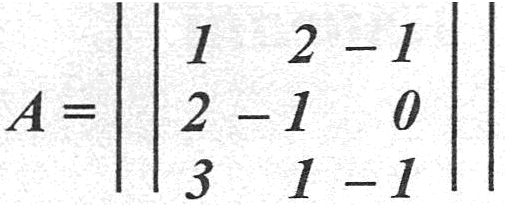 1 2 – 1
A = || 2 – 1 0 ||
3 1 – 1